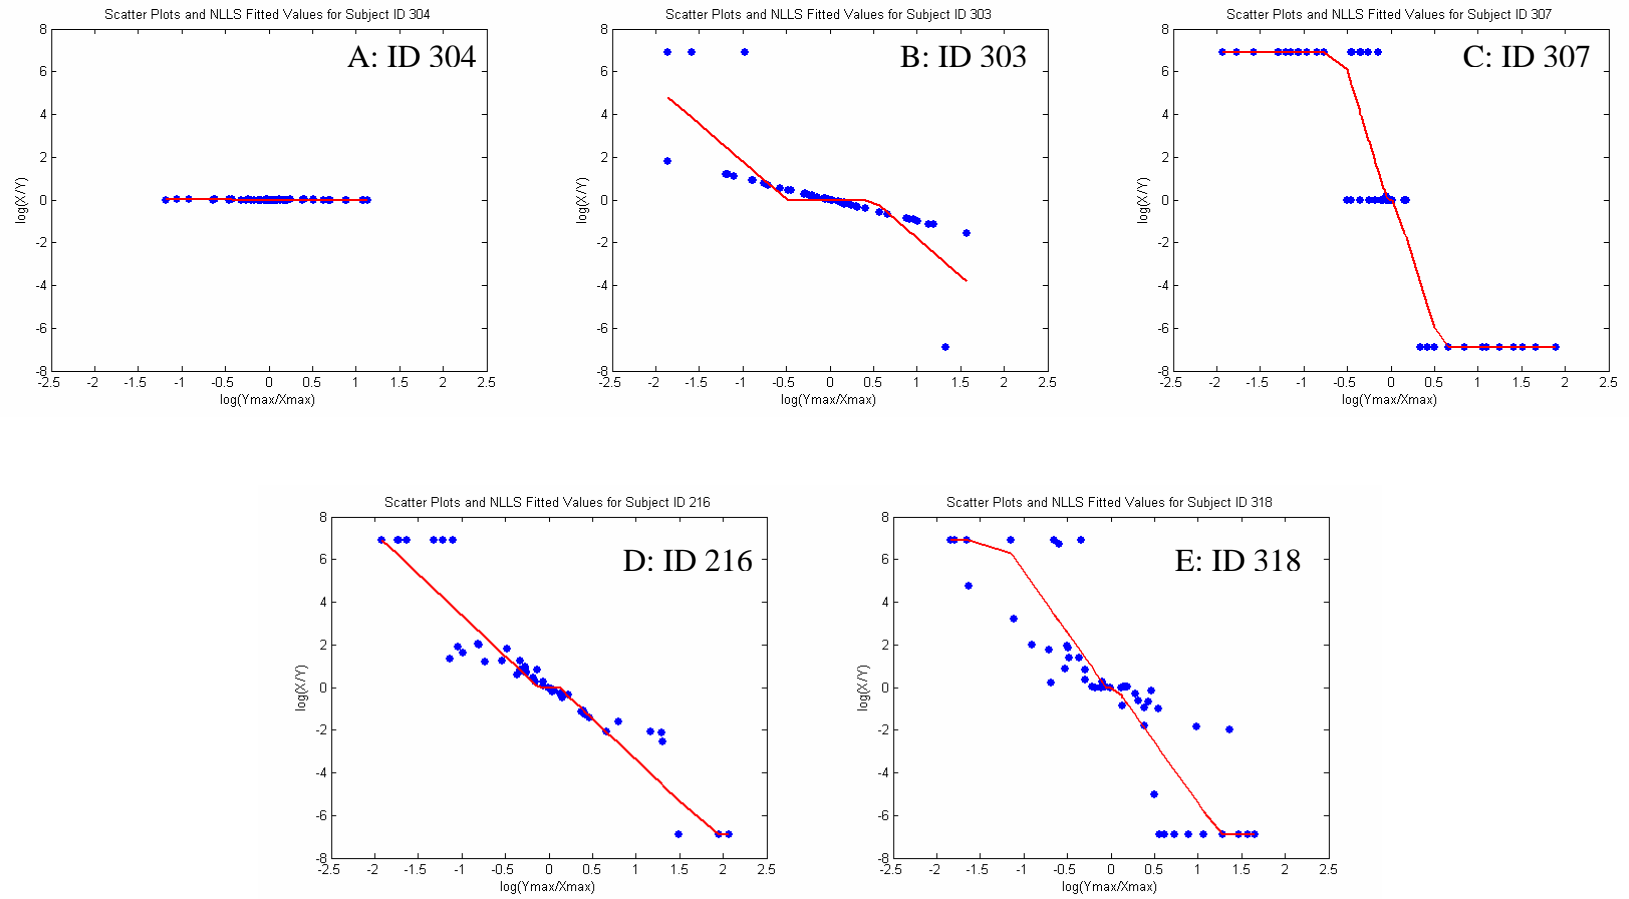 Scatter Plots and NLLS Fitted Values for Subject ID 304
A: ID 304
8
6
4
2
0
-2
-4
-6
-8
log(X/Y)
-2.5 -2 -1.5 -1 -0.5 0 0.5 1 1.5 2 2.5
log(Ymax/Xmax)
Scatter Plots and NLLS Fitted Values for Subject ID 303
B: ID 303
8
6
4
2
0
-2
-4
-6
-8
log(X/Y)
-2.5 -2 -1.5 -1 -0.5 0 0.5 1 1.5 2 2.5
log(Ymax/Xmax)
Scatter Plots and NLLS Fitted Values for Subject ID 307
C: ID 307
8
6
4
2
0
-2
-4
-6
-8
log(X/Y)
-2.5 -2 -1.5 -1 -0.5 0 0.5 1 1.5 2 2.5
log(Ymax/Xmax)
Scatter Plots and NLLS Fitted Values for Subject ID 216
D: ID 216
8
6
4
2
0
-2
-4
-6
-8
log(X/Y)
-2.5 -2 -1.5 -1 -0.5 0 0.5 1 1.5 2 2.5
log(Ymax/Xmax)
Scatter Plots and NLLS Fitted Values for Subject ID 318
E: ID 318
8
6
4
2
0
-2
-4
-6
-8
log(X/Y)
-2.5 -2 -1.5 -1 -0.5 0 0.5 1 1.5 2 2.5
log(Ymax/Xmax)